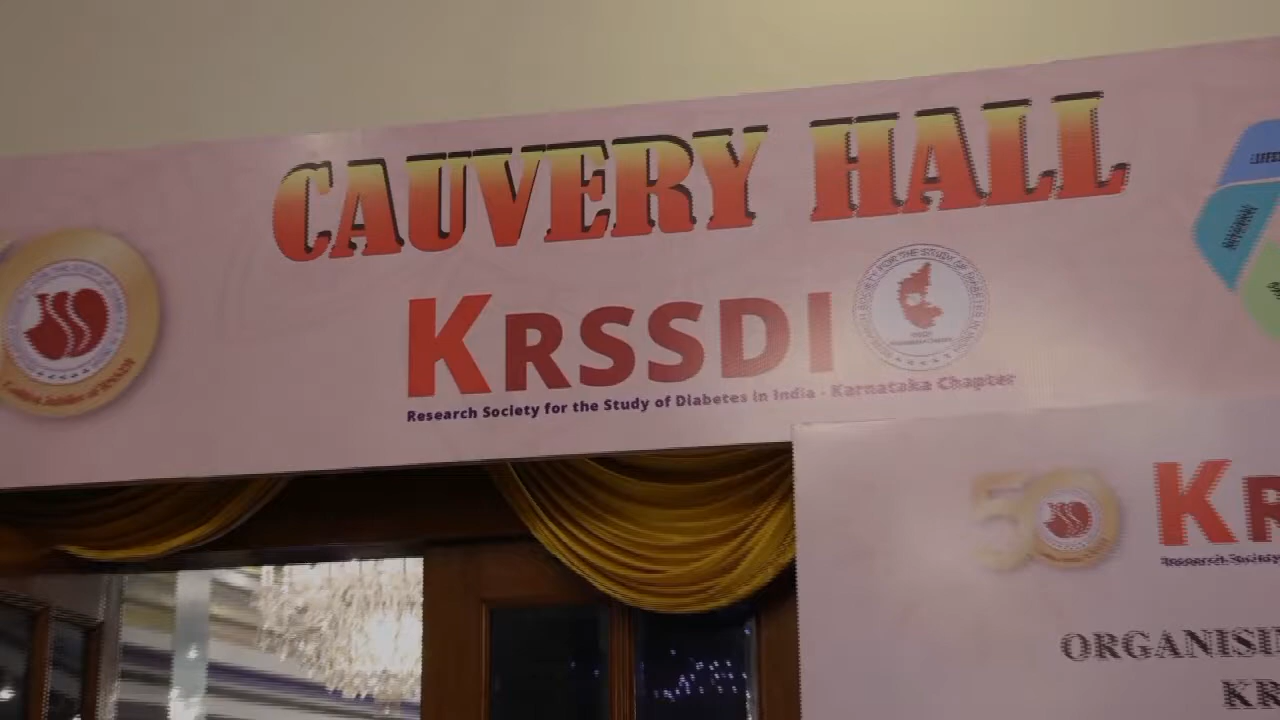 CAUVERY HALL
KRSSDI
Research Society for the Study of Diabetes in India - Karnataka Chapter
50
KR
Research Society
ORGANISI
KR